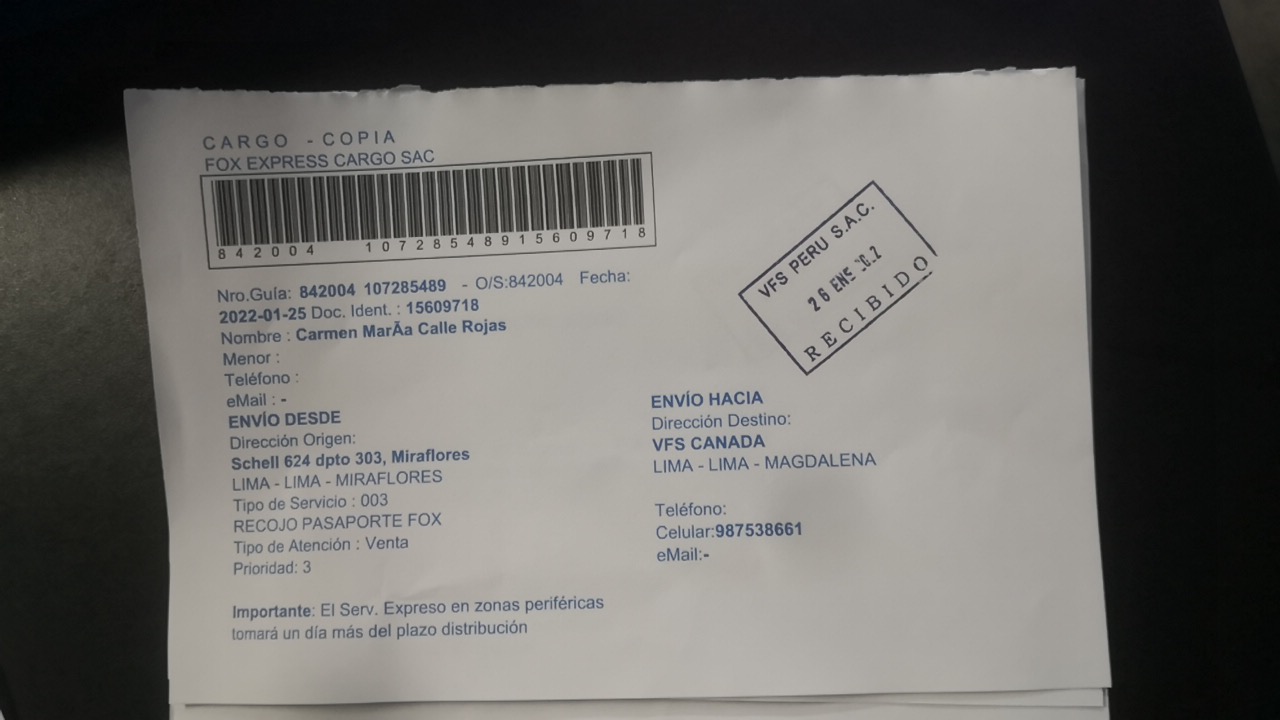 CARGO - COPIA
FOX EXPRESS CARGO SAC
842004 10728548915609718
Nro.Guía: 842004 107285489 - O/S:842004 Fecha:
2022-01-25 Doc. Ident. : 15609718
Nombre : Carmen MarÃa Calle Rojas
Menor :
Teléfono :
eMail : -
ENVÍO DESDE
Dirección Origen:
Schell 624 dpto 303, Miraflores
LIMA - LIMA - MIRAFLORES
Tipo de Servicio : 003
RECOJO PASAPORTE FOX
Tipo de Atención : Venta
Prioridad: 3
Importante: El Serv. Expreso en zonas periféricas
tomará un día más del plazo distribución
VFS PERU S.A.C.
26 ENE
RECIBIDO
ENVÍO HACIA
Dirección Destino:
VFS CANADA
LIMA - LIMA - MAGDALENA
Teléfono:
Celular:987538661
eMail:-